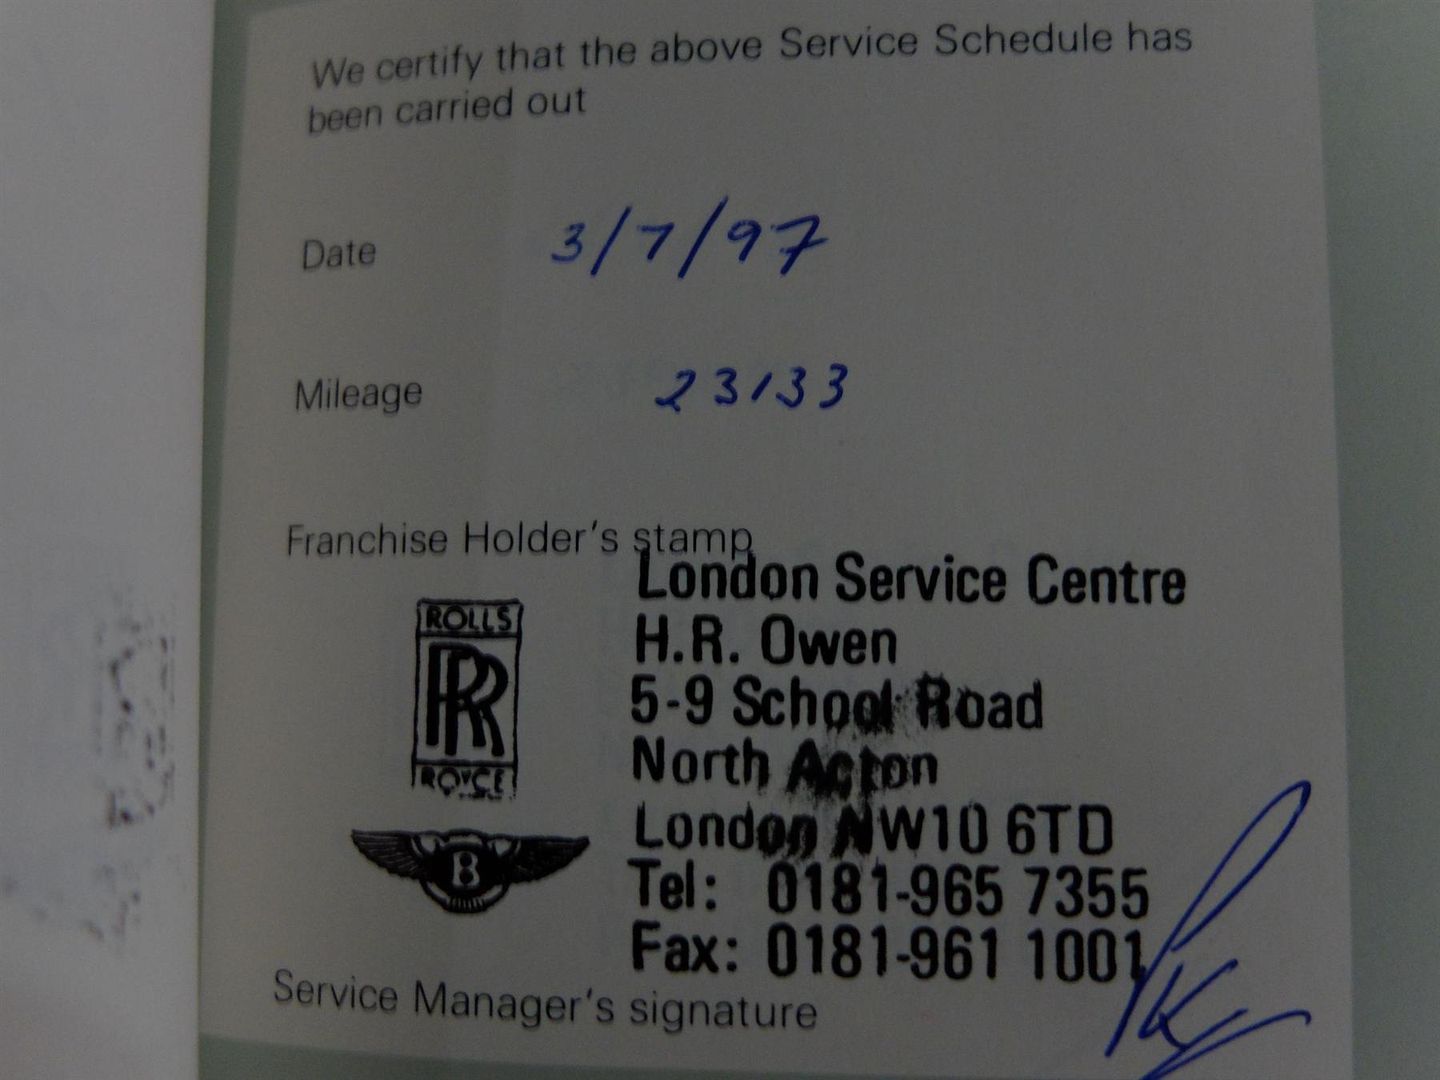 We certify that the above Service Schedule has
been carried out
Date 3/7/97
Mileage 23133
Franchise Holder's stamp
London Service Centre
H.R. Owen
5-9 School Road
North Acton
London NW10 6TD
Tel: 0181-965 7355
Fax: 0181-961 1001
ROLLS
RR
ROYCE
B
Service Manager's signature